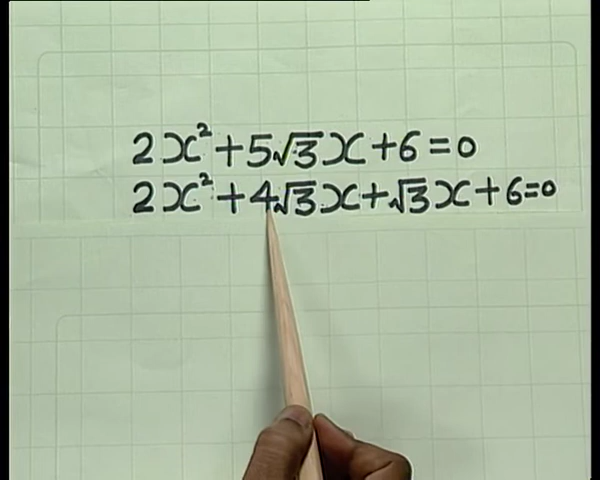 2x² + 5√3x + 6 = 0
2x² + 4√3x + √3x + 6 = 0